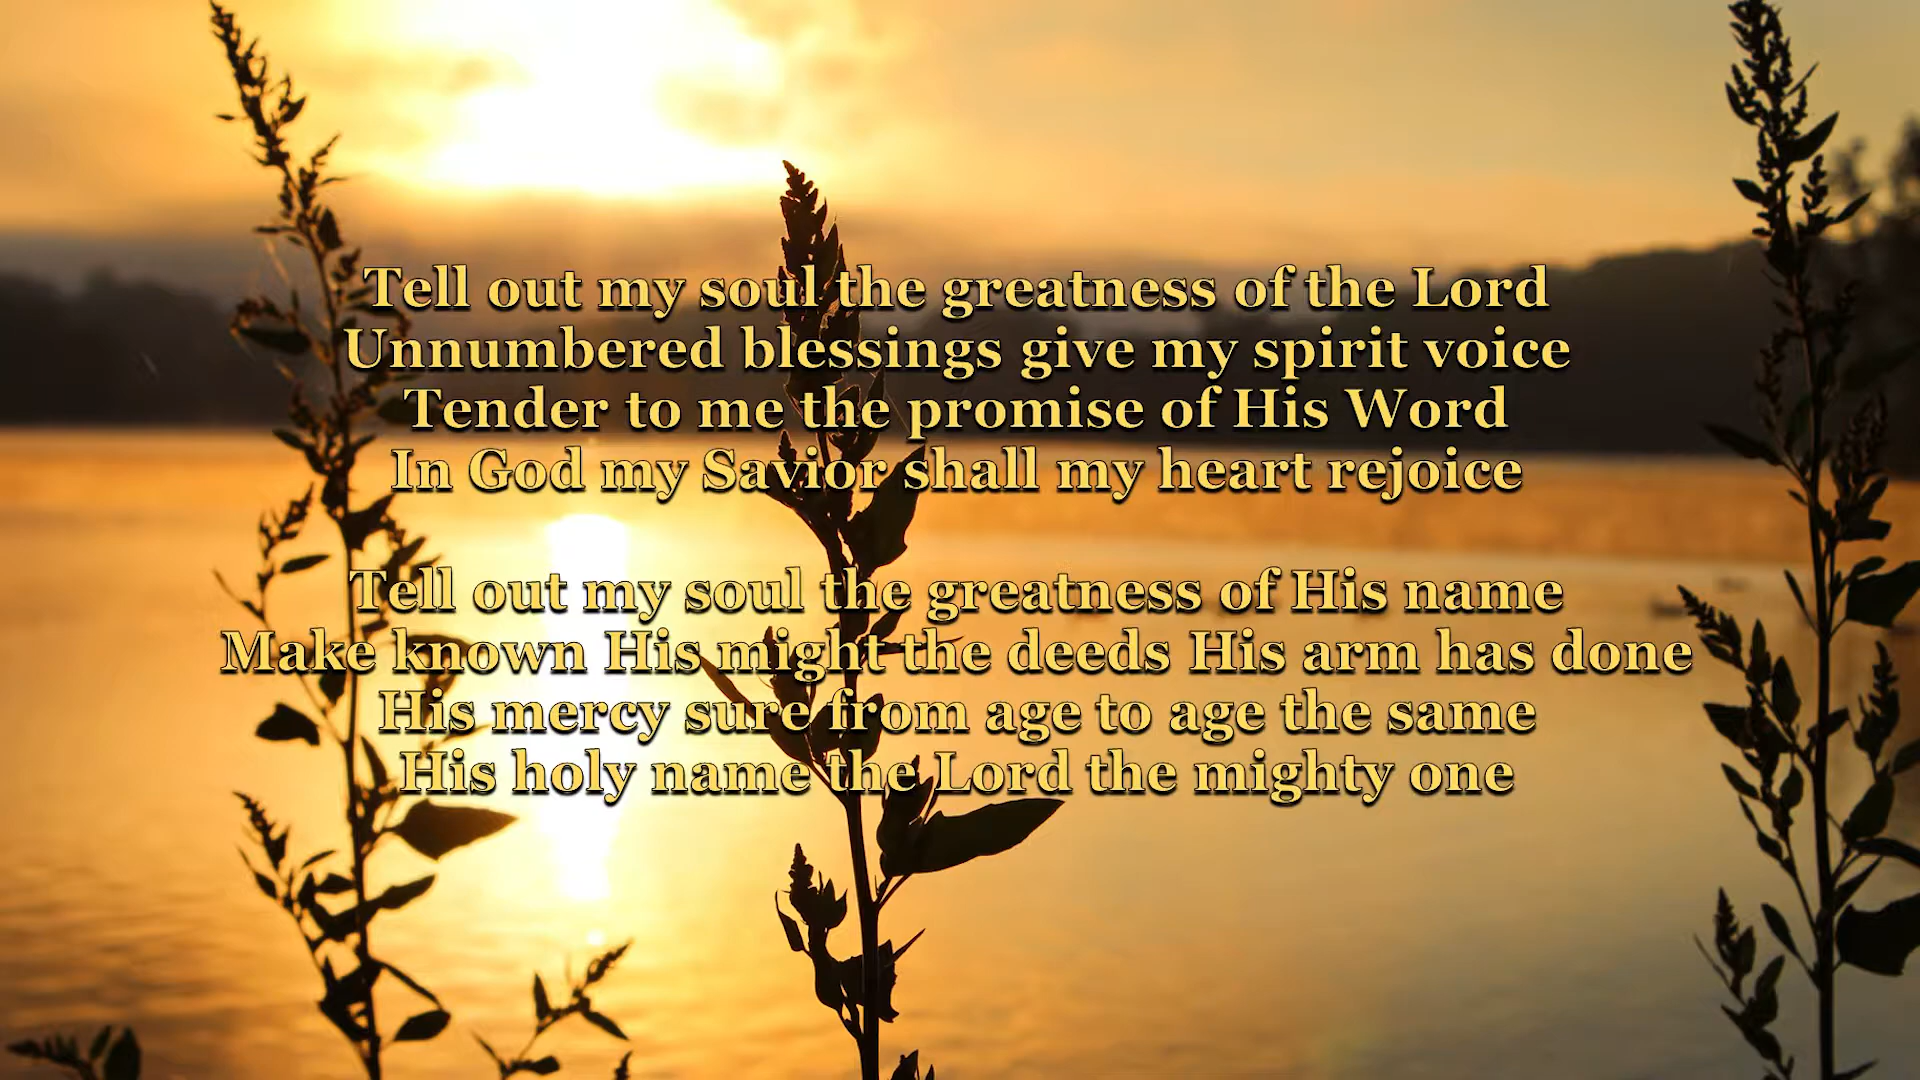 Tell out my soul the greatness of the Lord
Unnumbered blessings give my spirit voice
Tender to me the promise of His Word
In God my Savior shall my heart rejoice
Tell out my soul the greatness of His name
Make known His might the deeds His arm has done
His mercy sure from age to age the same
His holy name the Lord the mighty one